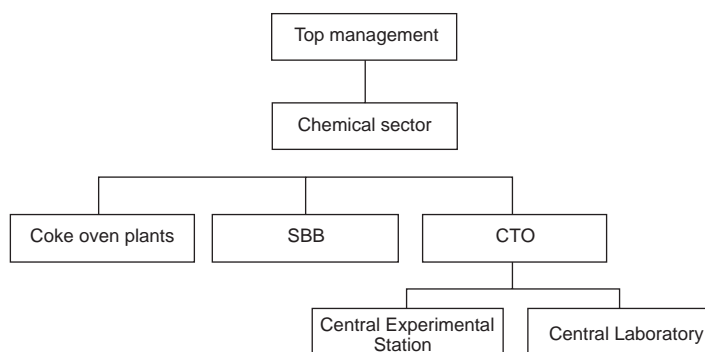 Top management
Chemical sector
Coke oven plants
SBB
CTO
Central Experimental
Station
Central Laboratory